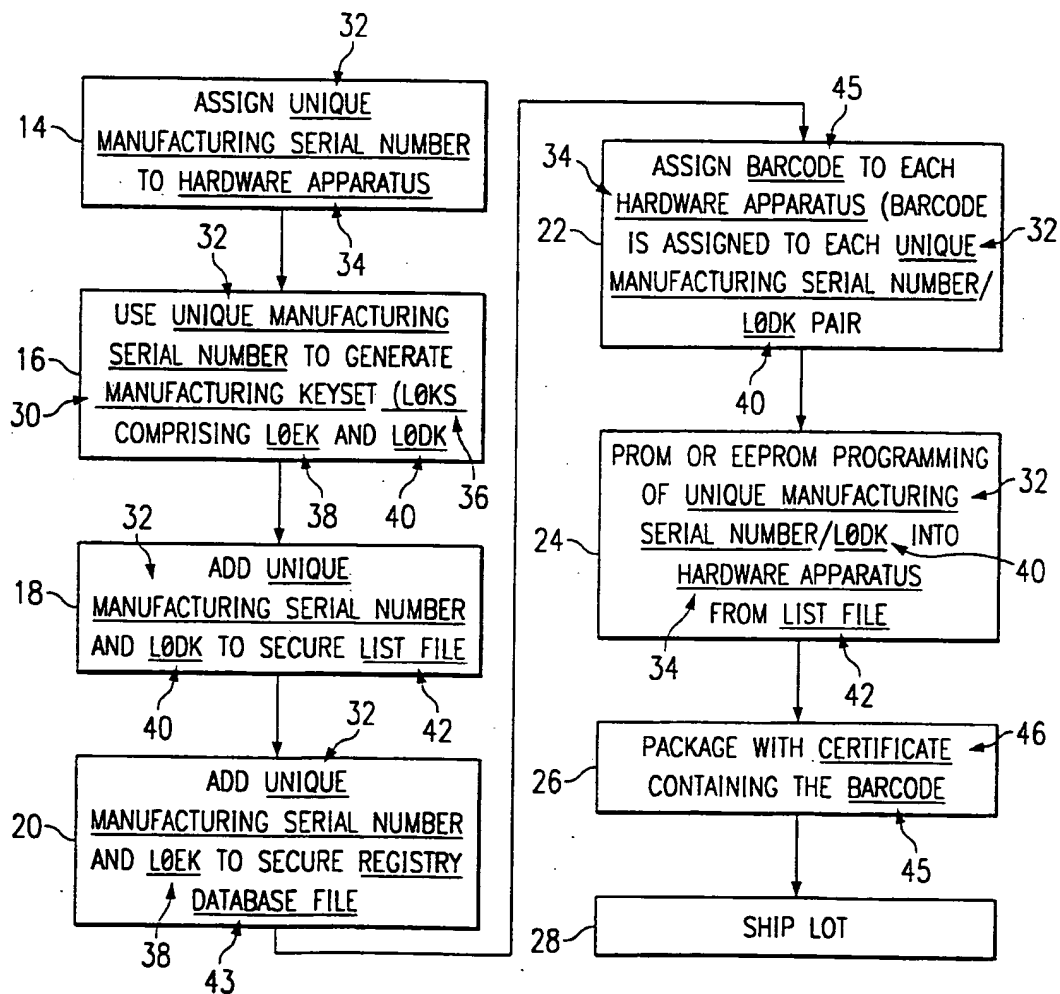 32
14
ASSIGN UNIQUE
MANUFACTURING SERIAL NUMBER
TO HARDWARE APPARATUS
32
34
16
30
USE UNIQUE MANUFACTURING
SERIAL NUMBER TO GENERATE
MANUFACTURING KEYSET (L0KS
COMPRISING L0EK AND L0DK
36
38
40
32
18
ADD UNIQUE
MANUFACTURING SERIAL NUMBER
AND L0DK TO SECURE LIST FILE
40
42
32
20
ADD UNIQUE
MANUFACTURING SERIAL NUMBER
AND L0EK TO SECURE REGISTRY
DATABASE FILE
38
43
45
34
22
ASSIGN BARCODE TO EACH
HARDWARE APPARATUS (BARCODE
IS ASSIGNED TO EACH UNIQUE
MANUFACTURING SERIAL NUMBER/
L0DK PAIR
32
40
24
PROM OR EEPROM PROGRAMMING
OF UNIQUE MANUFACTURING
SERIAL NUMBER/L0DK INTO
HARDWARE APPARATUS
FROM LIST FILE
32
40
34
42
26
PACKAGE WITH CERTIFICATE
CONTAINING THE BARCODE
46
45
28
SHIP LOT